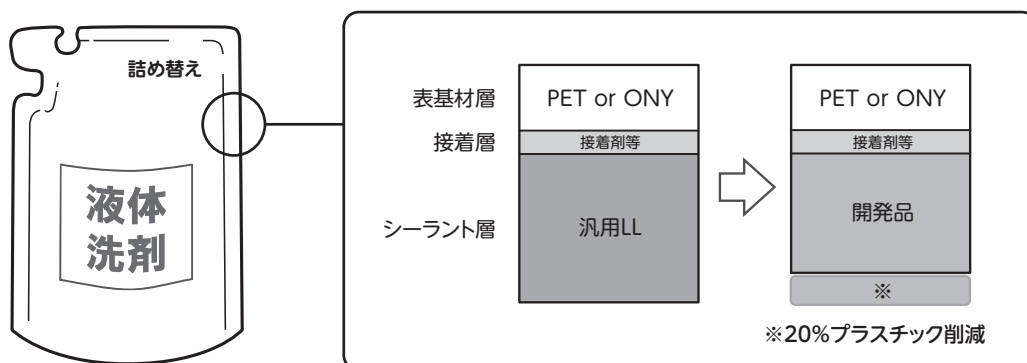 詰め替え
液体
洗剤
表基材層
接着層
シーラント層
PET or ONY
接着剤等
汎用LL
PET or ONY
接着剤等
開発品
※
※20%プラスチック削減